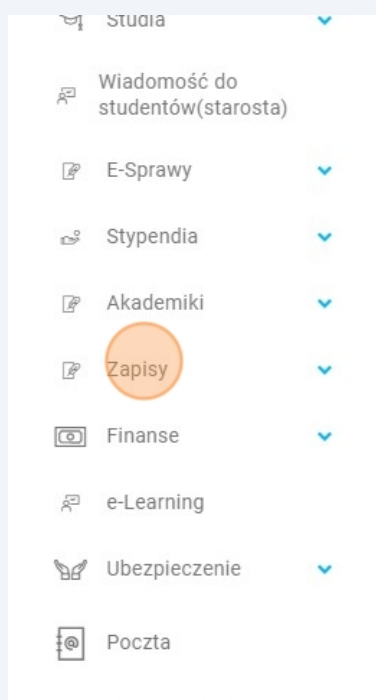 Studia
Wiadomość do
studentów(starosta)
E-Sprawy
Stypendia
Akademiki
Zapisy
Finanse
e-Learning
Ubezpieczenie
Poczta